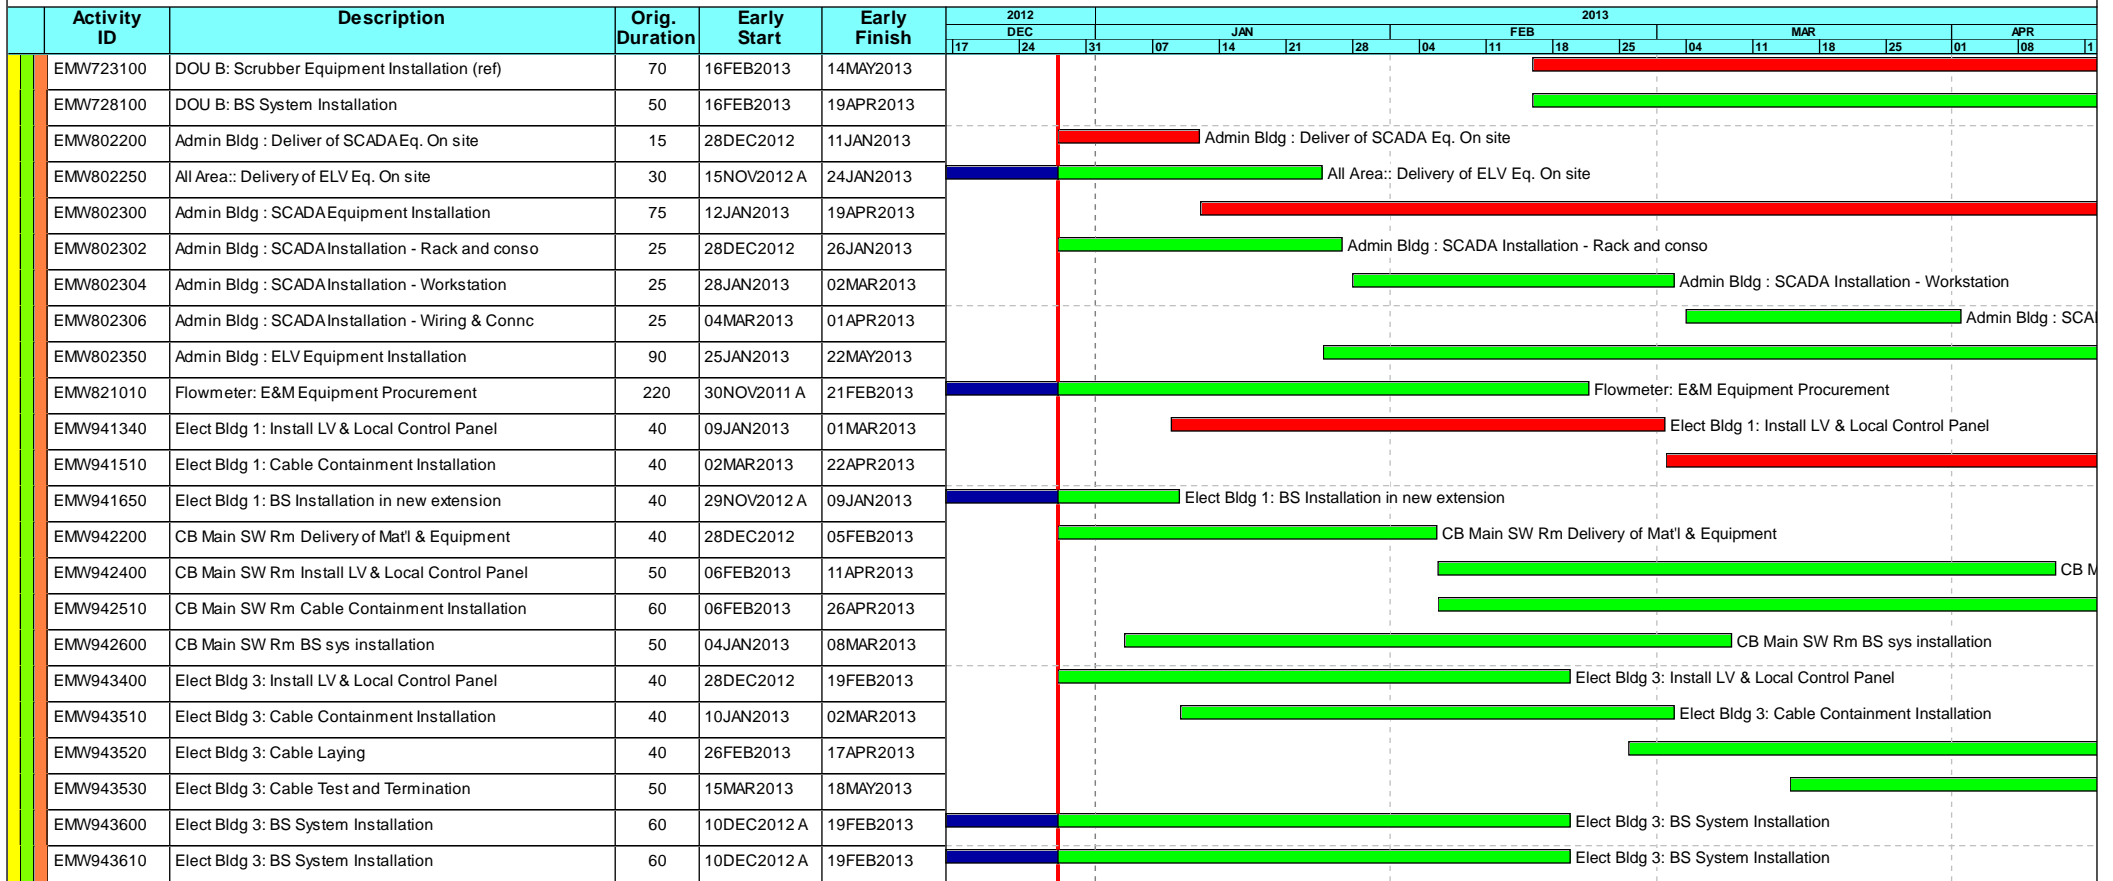 Activity ID Description Orig. Duration Early Start Early Finish 2012 2013
DEC JAN FEB MAR APR
17 24 31 07 14 21 28 04 11 18 25 04 11 18 25 01 08 1
EMW723100 DOU B: Scrubber Equipment Installation (ref) 70 16FEB2013 14MAY2013
EMW728100 DOU B: BS System Installation 50 16FEB2013 19APR2013
EMW802200 Admin Bldg : Deliver of SCADA Eq. On site 15 28DEC2012 11JAN2013 Admin Bldg : Deliver of SCADA Eq. On site
EMW802250 All Area:: Delivery of ELV Eq. On site 30 15NOV2012 A 24JAN2013 All Area:: Delivery of ELV Eq. On site
EMW802300 Admin Bldg : SCADA Equipment Installation 75 12JAN2013 19APR2013
EMW802302 Admin Bldg : SCADA Installation - Rack and conso 25 28DEC2012 26JAN2013 Admin Bldg : SCADA Installation - Rack and conso
EMW802304 Admin Bldg : SCADA Installation - Workstation 25 28JAN2013 02MAR2013 Admin Bldg : SCADA Installation - Workstation
EMW802306 Admin Bldg : SCADA Installation - Wiring & Connc 25 04MAR2013 01APR2013 Admin Bldg : SCA
EMW802350 Admin Bldg : ELV Equipment Installation 90 25JAN2013 22MAY2013
EMW821010 Flowmeter: E&M Equipment Procurement 220 30NOV2011 A 21FEB2013 Flowmeter: E&M Equipment Procurement
EMW941340 Elect Bldg 1: Install LV & Local Control Panel 40 09JAN2013 01MAR2013 Elect Bldg 1: Install LV & Local Control Panel
EMW941510 Elect Bldg 1: Cable Containment Installation 40 02MAR2013 22APR2013
EMW941650 Elect Bldg 1: BS Installation in new extension 40 29NOV2012 A 09JAN2013 Elect Bldg 1: BS Installation in new extension
EMW942200 CB Main SW Rm Delivery of Mat'l & Equipment 40 28DEC2012 05FEB2013 CB Main SW Rm Delivery of Mat'l & Equipment
EMW942400 CB Main SW Rm Install LV & Local Control Panel 50 06FEB2013 11APR2013 CB M
EMW942510 CB Main SW Rm Cable Containment Installation 60 06FEB2013 26APR2013
EMW942600 CB Main SW Rm BS sys installation 50 04JAN2013 08MAR2013 CB Main SW Rm BS sys installation
EMW943400 Elect Bldg 3: Install LV & Local Control Panel 40 28DEC2012 19FEB2013 Elect Bldg 3: Install LV & Local Control Panel
EMW943510 Elect Bldg 3: Cable Containment Installation 40 10JAN2013 02MAR2013 Elect Bldg 3: Cable Containment Installation
EMW943520 Elect Bldg 3: Cable Laying 40 26FEB2013 17APR2013
EMW943530 Elect Bldg 3: Cable Test and Termination 50 15MAR2013 18MAY2013
EMW943600 Elect Bldg 3: BS System Installation 60 10DEC2012 A 19FEB2013 Elect Bldg 3: BS System Installation
EMW943610 Elect Bldg 3: BS System Installation 60 10DEC2012 A 19FEB2013 Elect Bldg 3: BS System Installation